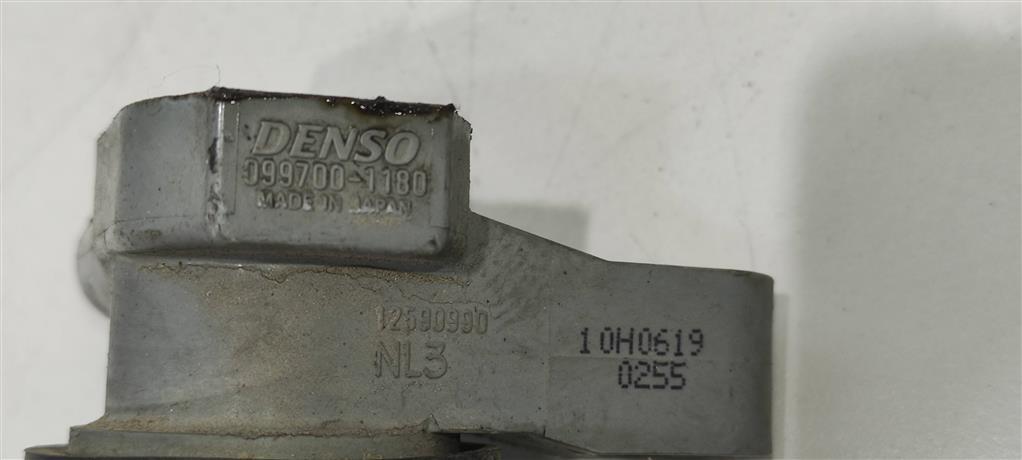 DENSO
099700-1180
MADE IN JAPAN
12590990
NL3
10H0619
0255